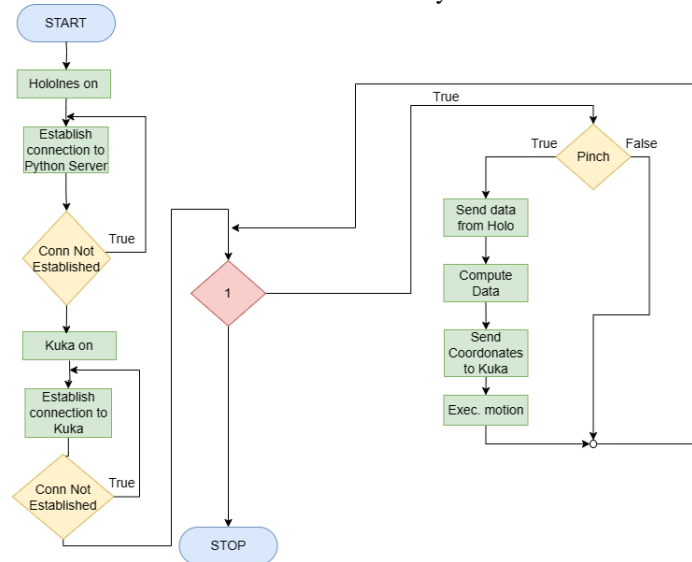 START
Hololnes on
Establish
connection to
Python Server
Conn Not
Established
True
Kuka on
Establish
connection to
Kuka
Conn Not
Established
True
1
STOP
True
Pinch
True
False
Send data
from Holo
Compute
Data
Send
Coordonates
to Kuka
Exec. motion